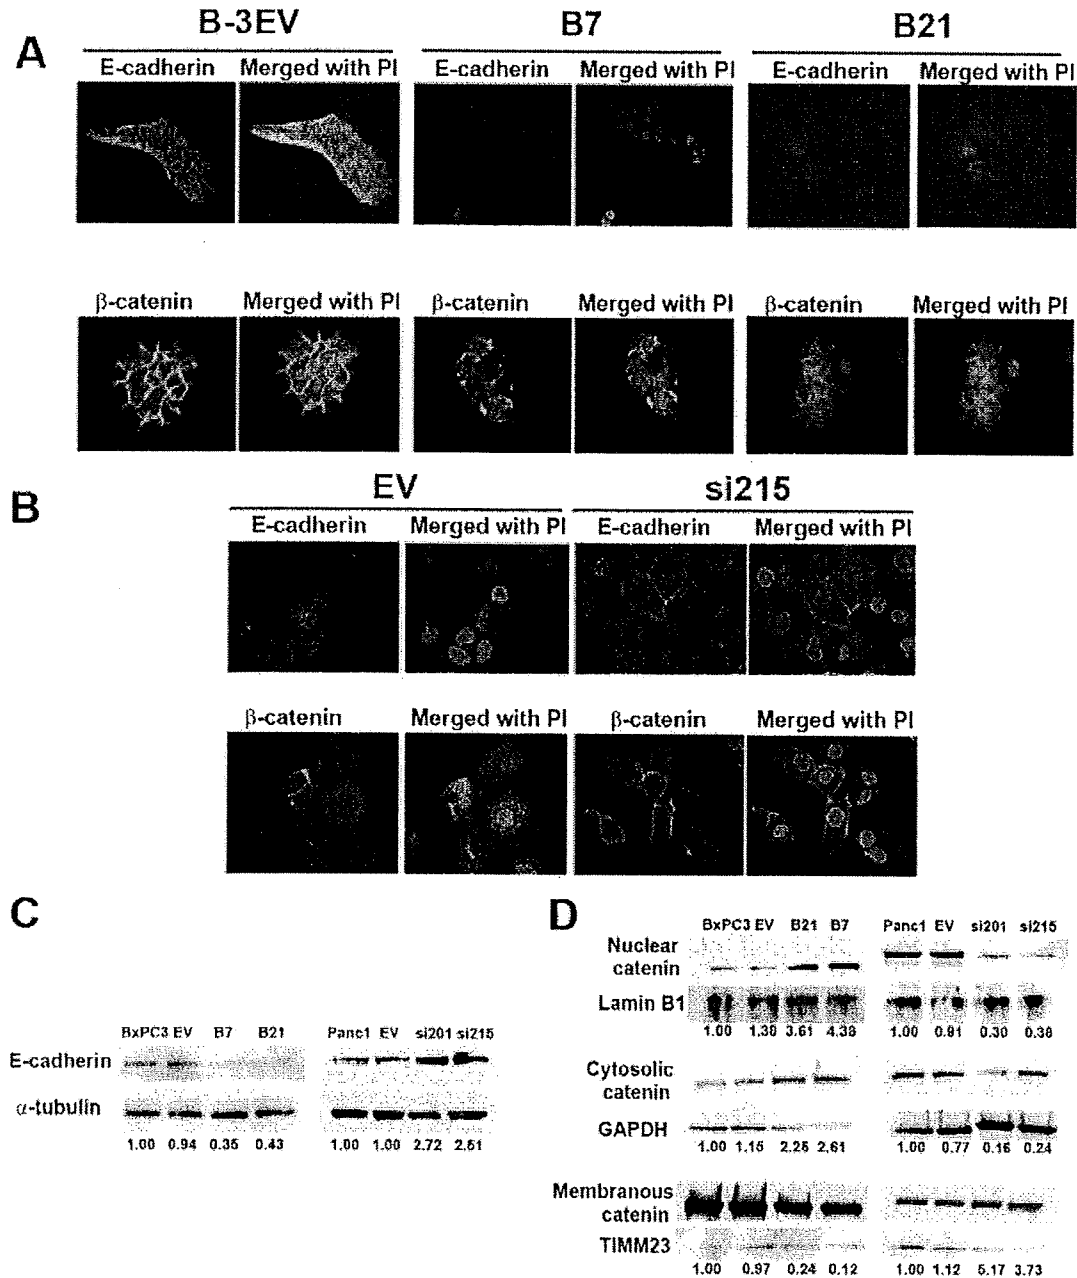 B-3EV B7 B21
A
E-cadherin Merged with PI E-cadherin Merged with PI E-cadherin Merged with PI
β-catenin Merged with PI β-catenin Merged with PI β-catenin Merged with PI
EV si215
B
E-cadherin Merged with PI E-cadherin Merged with PI
β-catenin Merged with PI β-catenin Merged with PI
C
BxPC3 EV B7 B21 Panc1 EV si201 si215
E-cadherin
α-tubulin
1.00 0.94 0.35 0.43 1.00 1.00 2.72 2.51
D
BxPC3 EV B21 B7 Panc1 EV si201 si215
Nuclear
catenin
Lamin B1
1.00 1.30 3.61 4.38 1.00 0.91 0.30 0.38
Cytosolic
catenin
GAPDH
1.00 1.15 2.25 2.61 1.00 0.77 0.16 0.24
Membranous
catenin
TIMM23
1.00 0.97 0.24 0.12 1.00 1.12 5.17 3.73